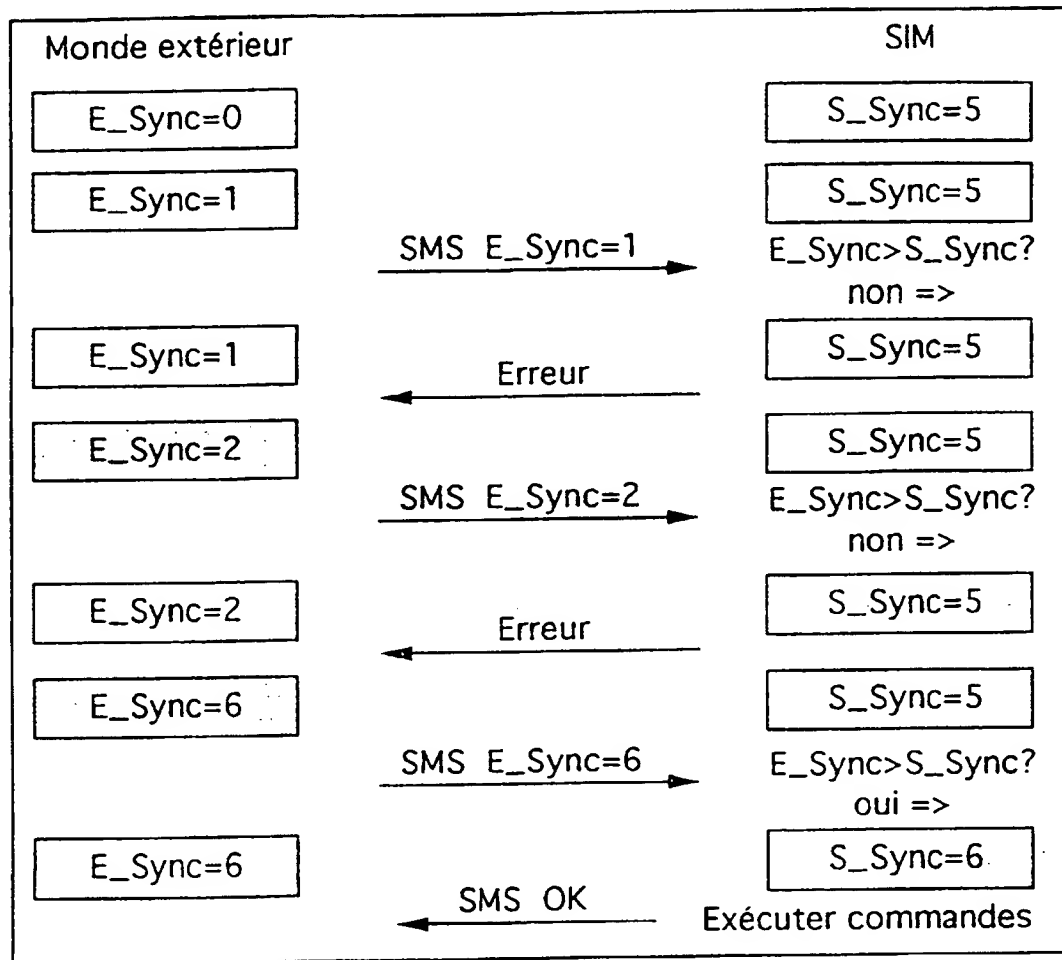 Monde extérieur
SIM
E_Sync=0
S_Sync=5
E_Sync=1
S_Sync=5
SMS E_Sync=1
E_Sync>S_Sync?
non =>
E_Sync=1
S_Sync=5
Erreur
E_Sync=2
S_Sync=5
SMS E_Sync=2
E_Sync>S_Sync?
non =>
E_Sync=2
S_Sync=5
Erreur
E_Sync=6
S_Sync=5
SMS E_Sync=6
E_Sync>S_Sync?
oui =>
E_Sync=6
S_Sync=6
SMS OK
Exécuter commandes